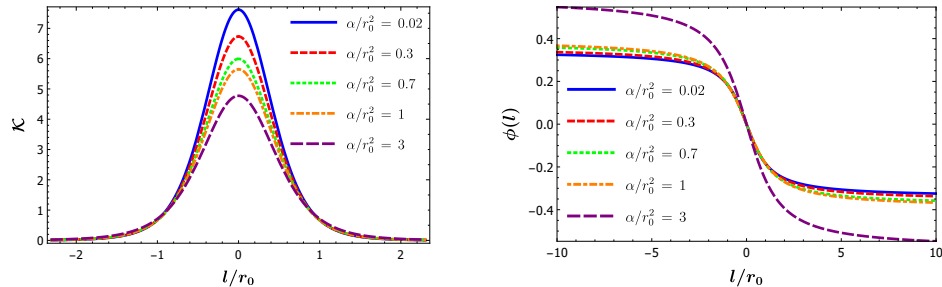 7
6
5
4
3
2
1
0
𝒦
α/r₀² = 0.02
α/r₀² = 0.3
α/r₀² = 0.7
α/r₀² = 1
α/r₀² = 3
-2 -1 0 1 2
l/r₀
0.4
0.2
0.0
-0.2
-0.4
ϕ(l)
α/r₀² = 0.02
α/r₀² = 0.3
α/r₀² = 0.7
α/r₀² = 1
α/r₀² = 3
-10 -5 0 5 10
l/r₀